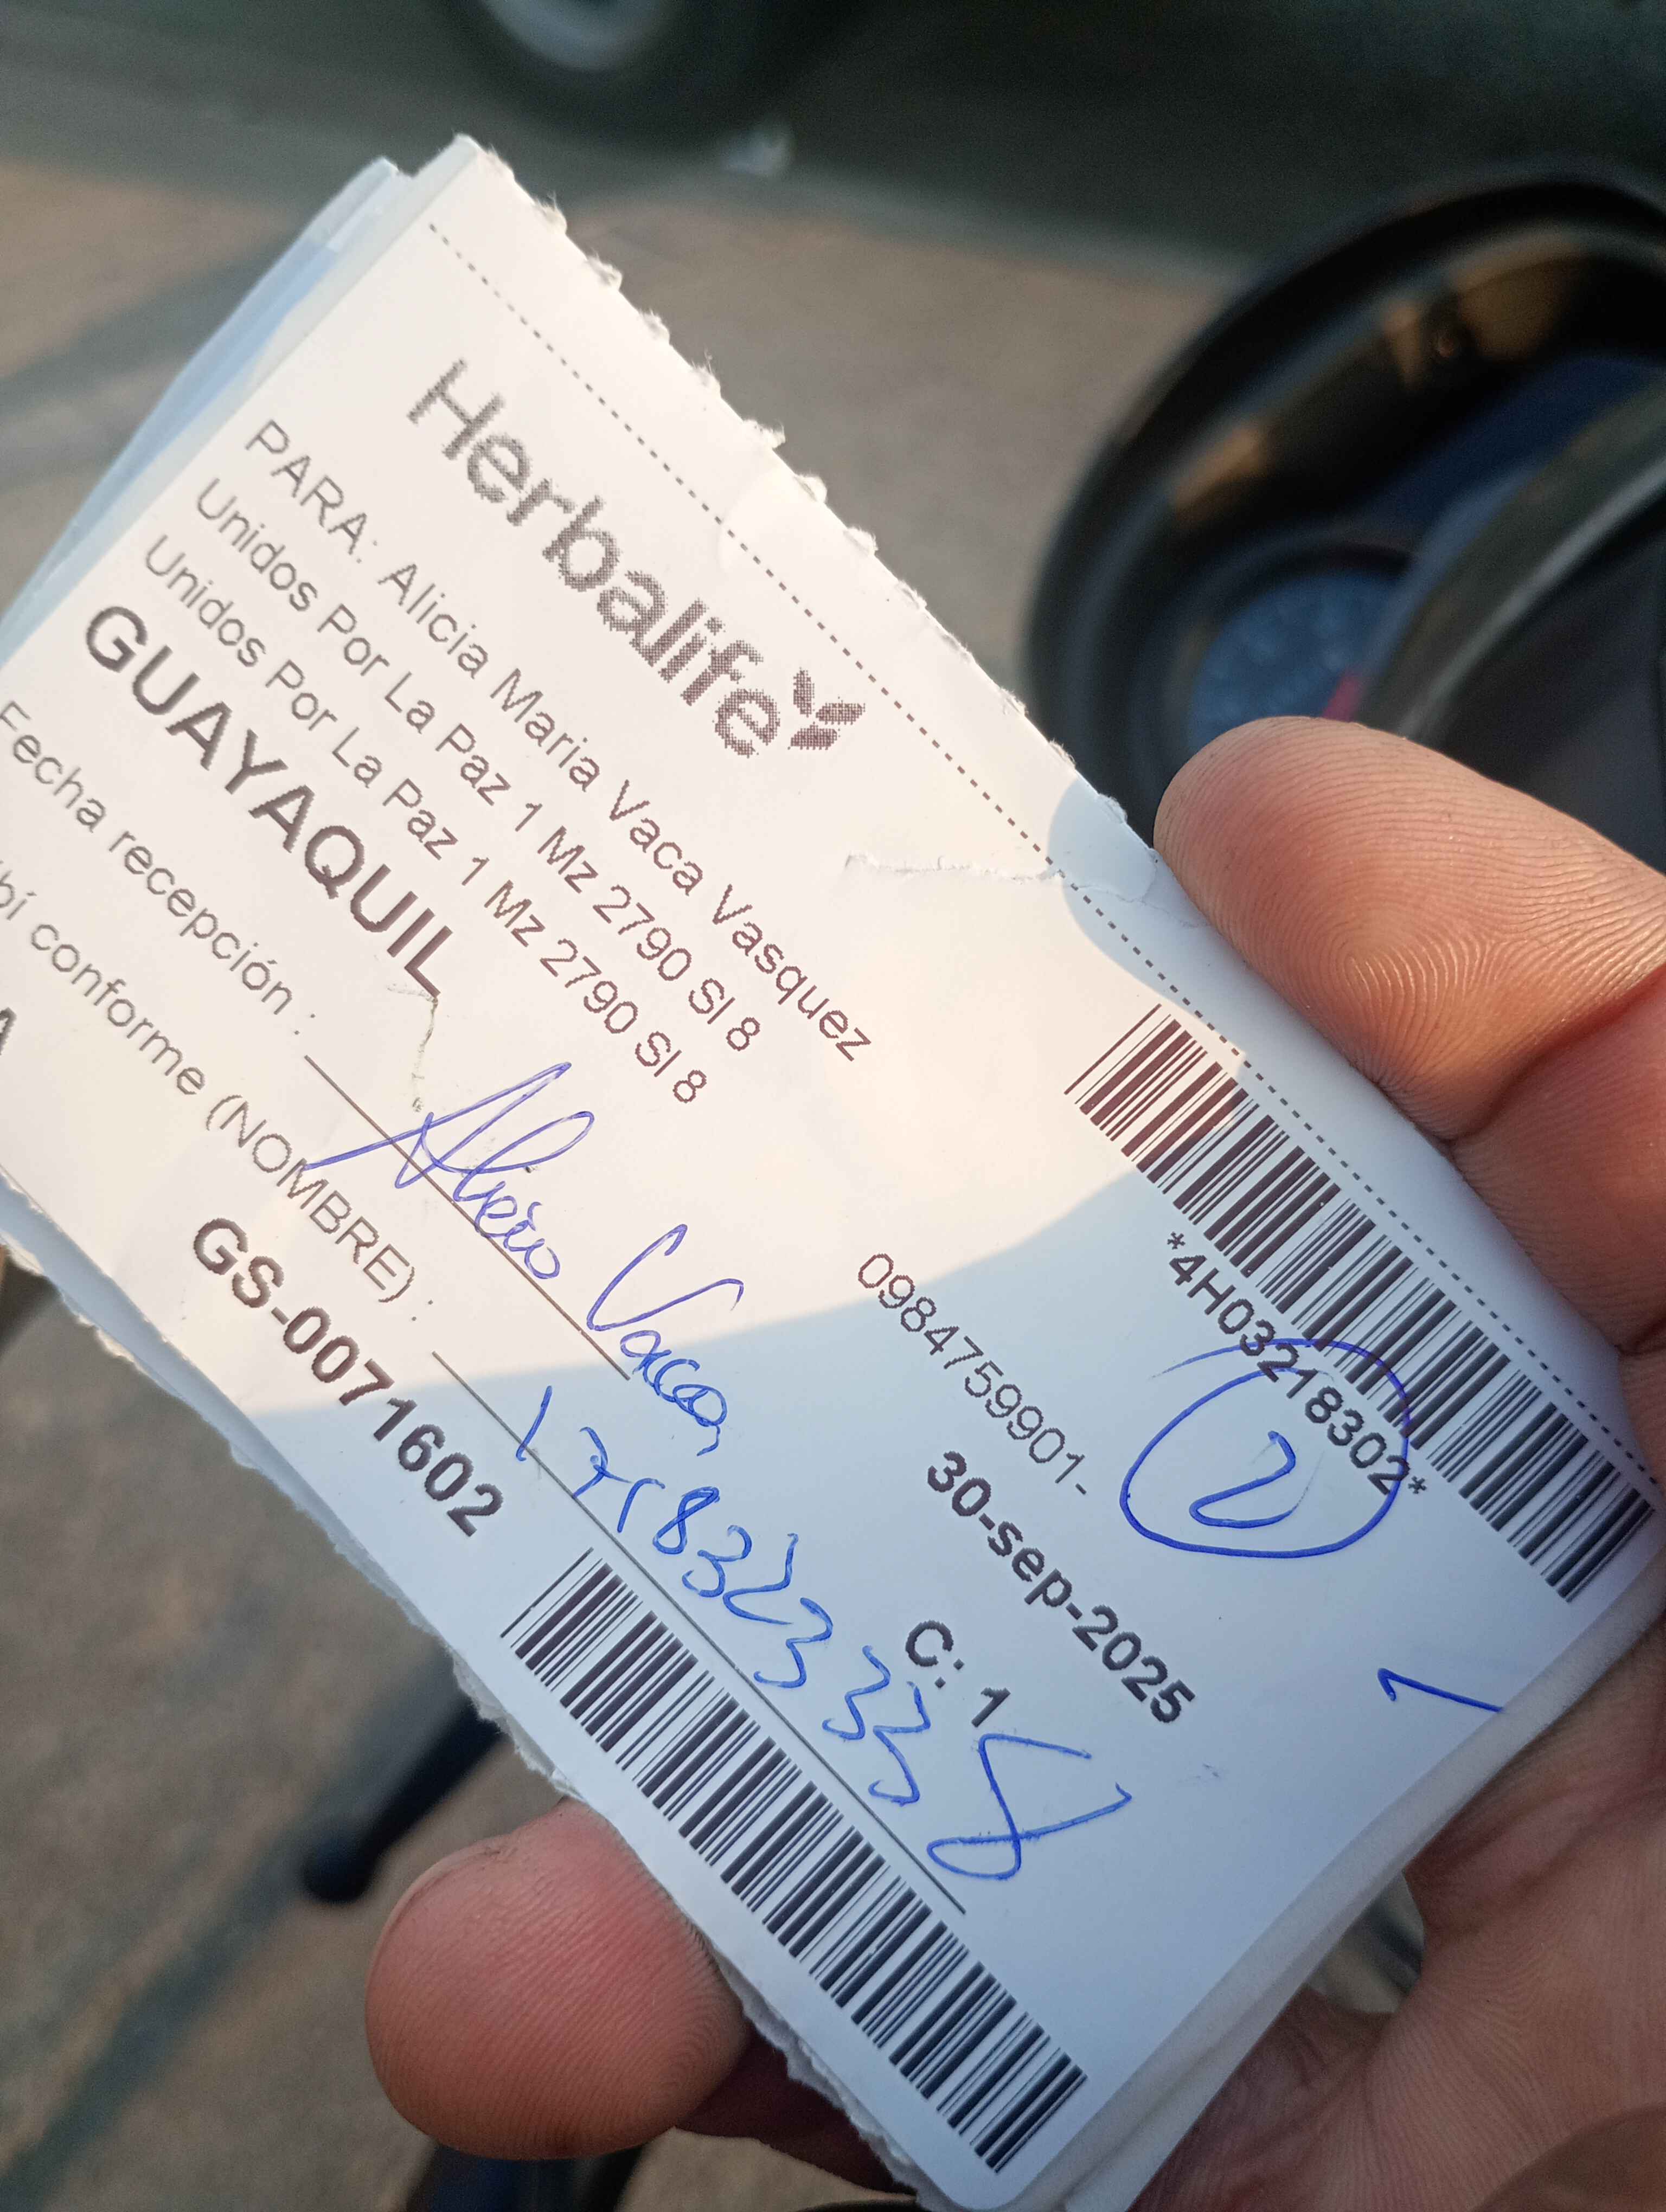 Herbalife
*4H03218302*
PARA: Alicia Maria Vaca Vasquez
Unidos Por La Paz 1 Mz 2790 Sl 8
Unidos Por La Paz 1 Mz 2790 Sl 8
0984759901-
2
GUAYAQUIL
30-sep-2025
Fecha recepción :
Alicia Vaca
C: 1
bí conforme (NOMBRE) :
GS-0071602